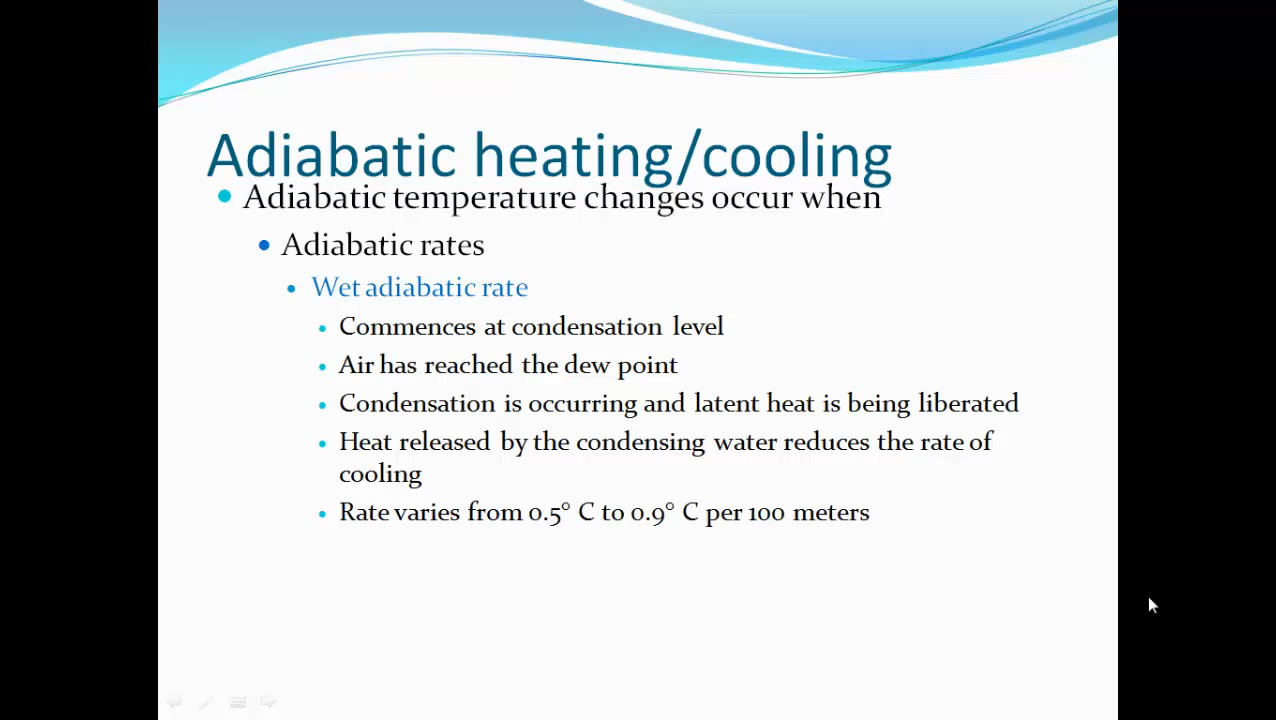 Adiabatic heating/cooling
Adiabatic temperature changes occur when
Adiabatic rates
Wet adiabatic rate
Commences at condensation level
Air has reached the dew point
Condensation is occurring and latent heat is being liberated
Heat released by the condensing water reduces the rate of
cooling
Rate varies from 0.5° C to 0.9° C per 100 meters